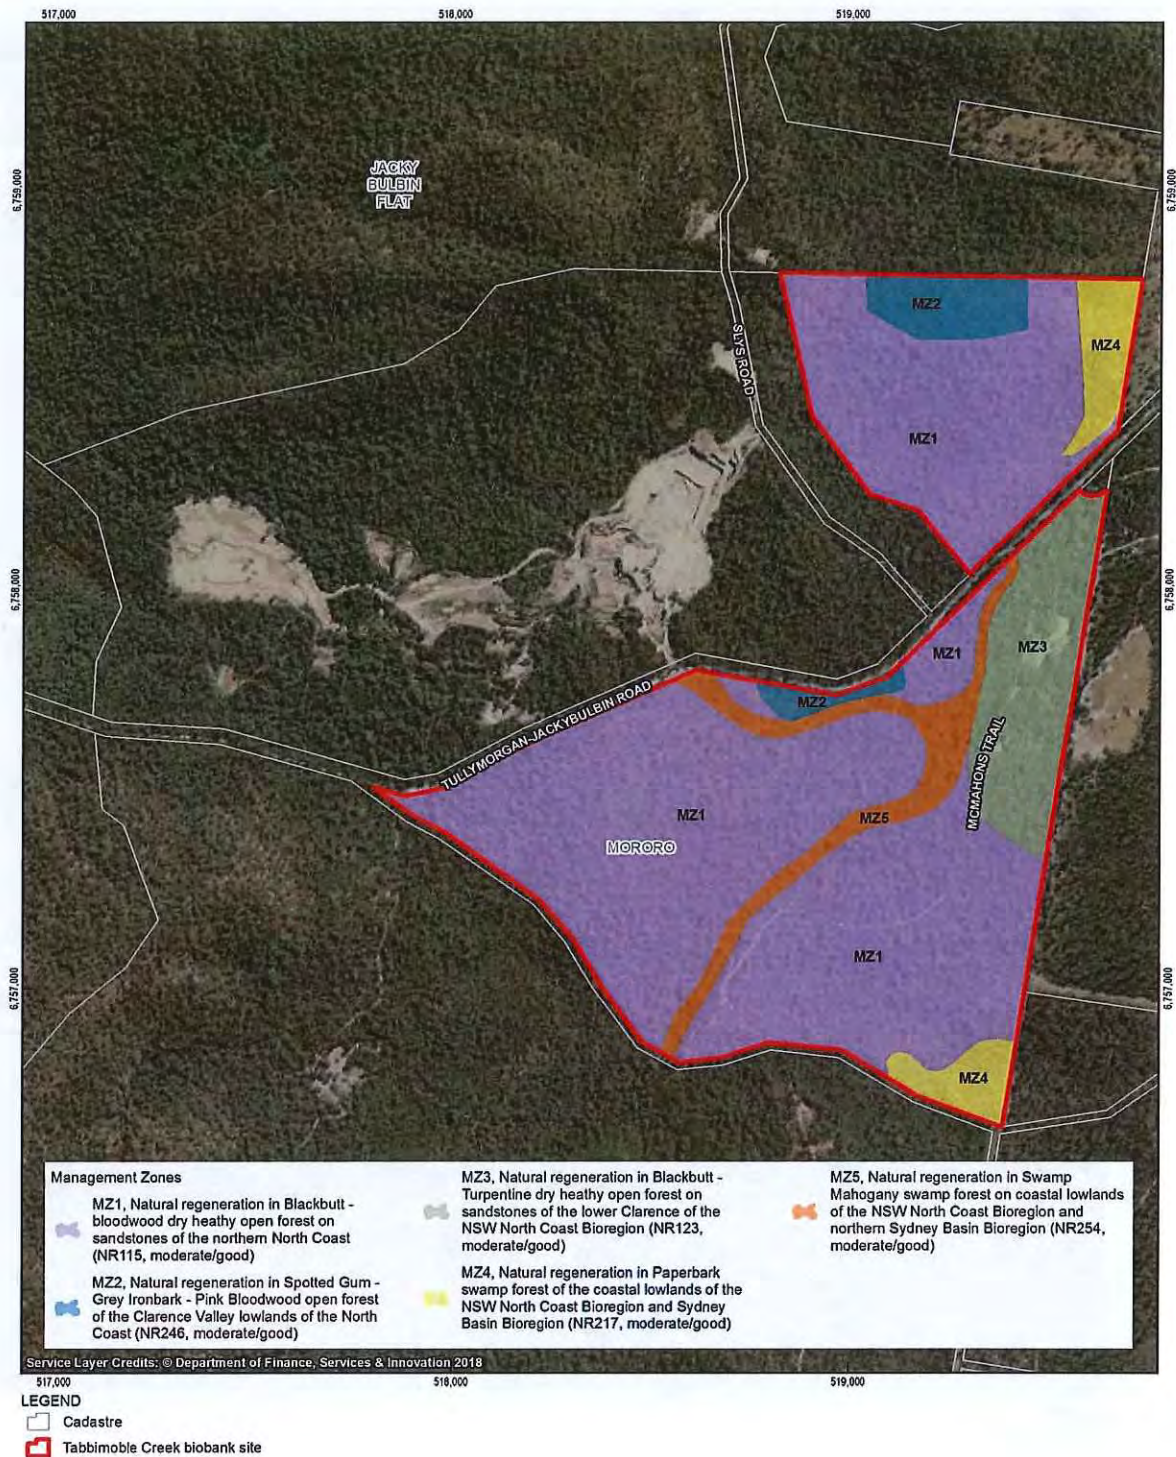 517,000
518,000
519,000
6,759,000
6,759,000
JACKY
BULBIN
FLAT
MZ2
MZ4
SLYS ROAD
MZ1
6,758,000
6,758,000
MZ1
MZ3
MZ2
TULLYMORGAN-JACKYBULBIN ROAD
MCMAHONS TRAIL
MZ1
MZ5
MORORO
MZ1
6,757,000
6,757,000
MZ4
Management Zones
MZ1, Natural regeneration in Blackbutt -
bloodwood dry heathy open forest on
sandstones of the northern North Coast
(NR115, moderate/good)
MZ2, Natural regeneration in Spotted Gum -
Grey Ironbark - Pink Bloodwood open forest
of the Clarence Valley lowlands of the North
Coast (NR246, moderate/good)
MZ3, Natural regeneration in Blackbutt -
Turpentine dry heathy open forest on
sandstones of the lower Clarence of the
NSW North Coast Bioregion (NR123,
moderate/good)
MZ4, Natural regeneration in Paperbark
swamp forest of the coastal lowlands of the
NSW North Coast Bioregion and Sydney
Basin Bioregion (NR217, moderate/good)
MZ5, Natural regeneration in Swamp
Mahogany swamp forest on coastal lowlands
of the NSW North Coast Bioregion and
northern Sydney Basin Bioregion (NR254,
moderate/good)
Service Layer Credits: © Department of Finance, Services & Innovation 2018
517,000
518,000
519,000
LEGEND
Cadastre
Tabbimoble Creek biobank site